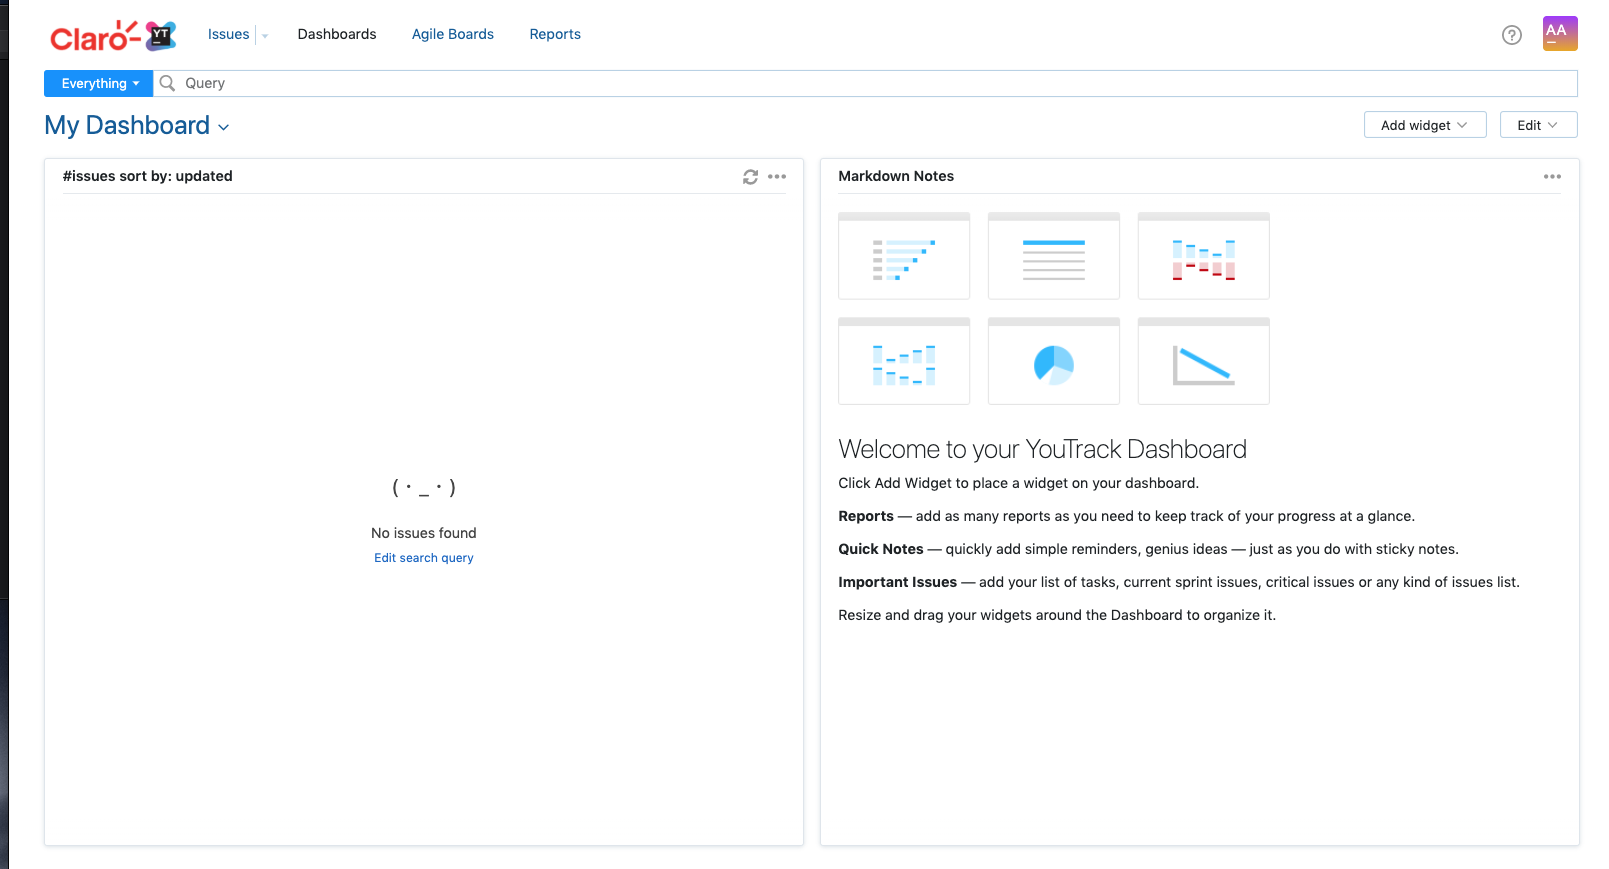 Claro YT
Issues Dashboards Agile Boards Reports
? AA
Everything Query
My Dashboard
Add widget Edit
#issues sort by: updated
(·_·)
No issues found
Edit search query
Markdown Notes
Welcome to your YouTrack Dashboard
Click Add Widget to place a widget on your dashboard.
Reports — add as many reports as you need to keep track of your progress at a glance.
Quick Notes — quickly add simple reminders, genius ideas — just as you do with sticky notes.
Important Issues — add your list of tasks, current sprint issues, critical issues or any kind of issues list.
Resize and drag your widgets around the Dashboard to organize it.